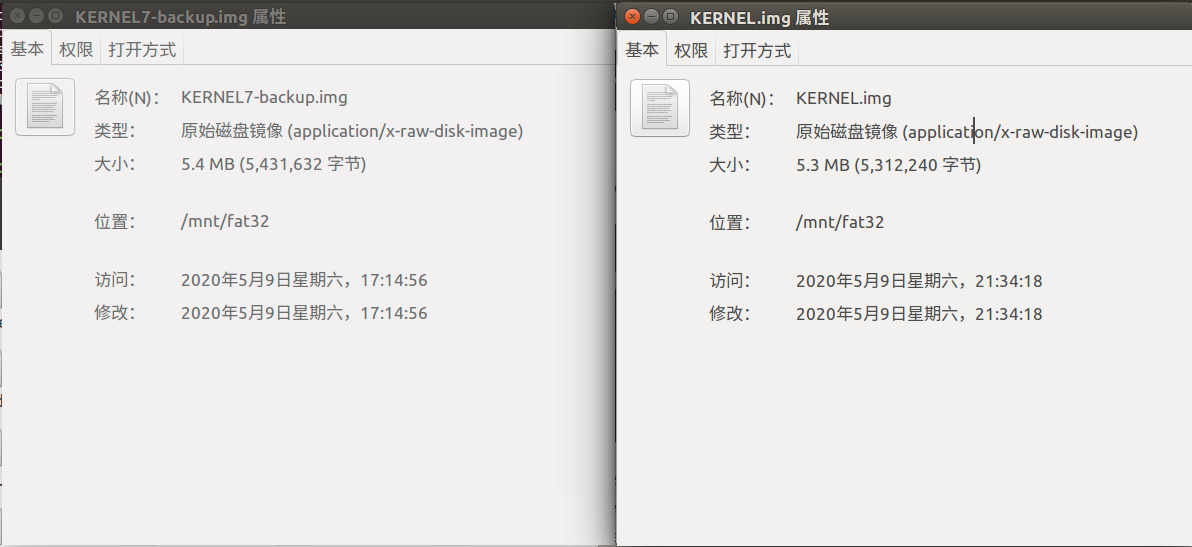 KERNEL7-backup.img 属性
基本 权限 打开方式
名称(N)： KERNEL7-backup.img
类型： 原始磁盘镜像 (application/x-raw-disk-image)
大小： 5.4 MB (5,431,632 字节)
位置： /mnt/fat32
访问： 2020年5月9日星期六，17:14:56
修改： 2020年5月9日星期六，17:14:56
KERNEL.img 属性
基本 权限 打开方式
名称(N)： KERNEL.img
类型： 原始磁盘镜像 (application/x-raw-disk-image)
大小： 5.3 MB (5,312,240 字节)
位置： /mnt/fat32
访问： 2020年5月9日星期六，21:34:18
修改： 2020年5月9日星期六，21:34:18